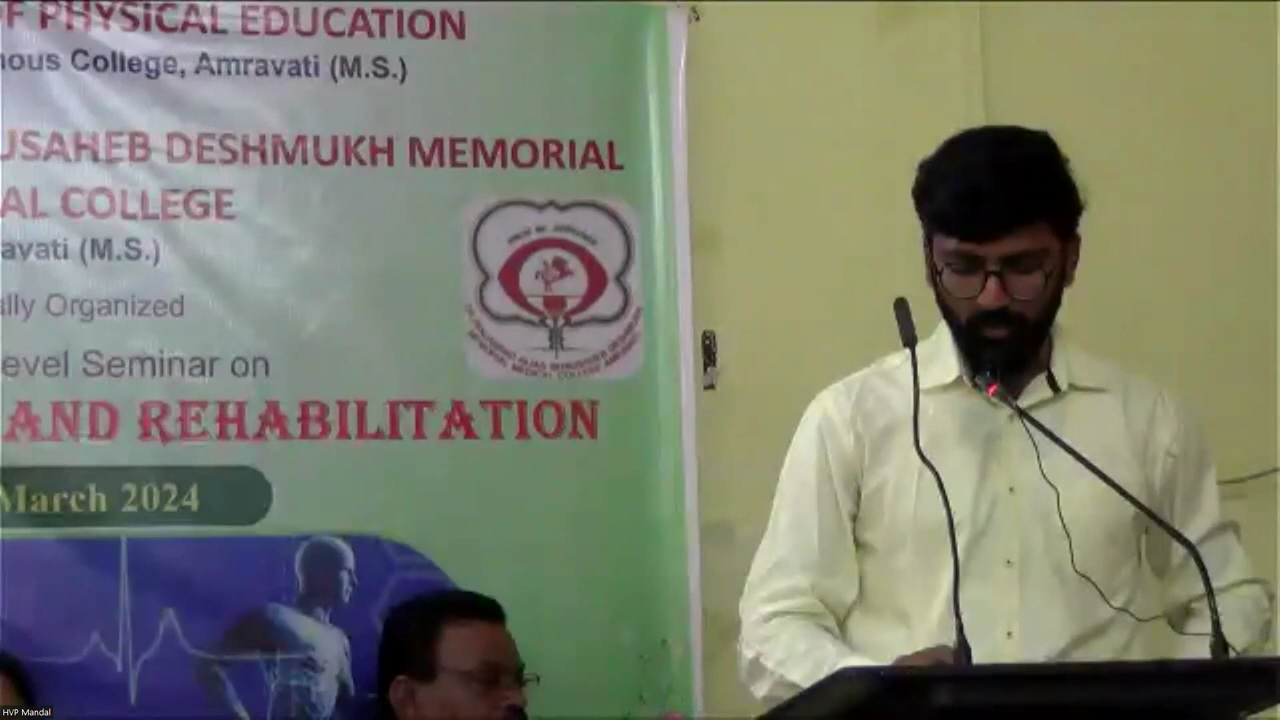 F PHYSICAL EDUCATION
nous College, Amravati (M.S.)
USAHEB DESHMUKH MEMORIAL
AL COLLEGE
avati (M.S.)
ally Organized
evel Seminar on
AND REHABILITATION
March 2024
HVP Mandal